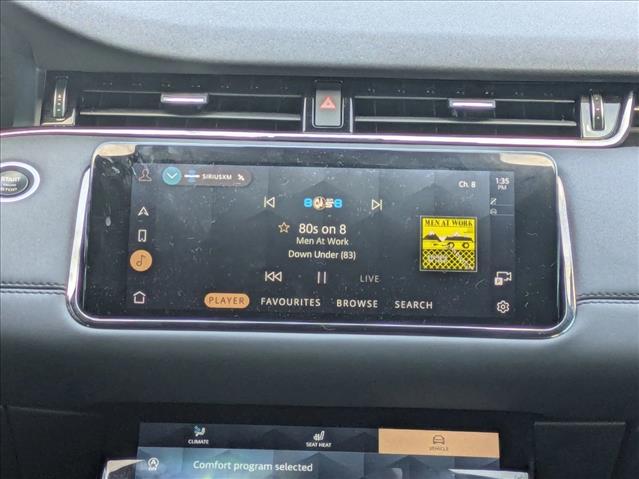 START
SIRIUSXM
Ch. 8
1:35
PM
80s on 8
Men At Work
Down Under (83)
MEN AT WORK
LIVE
PLAYER FAVOURITES BROWSE SEARCH
CLIMATE
SEAT HEAT
VEHICLE
Comfort program selected